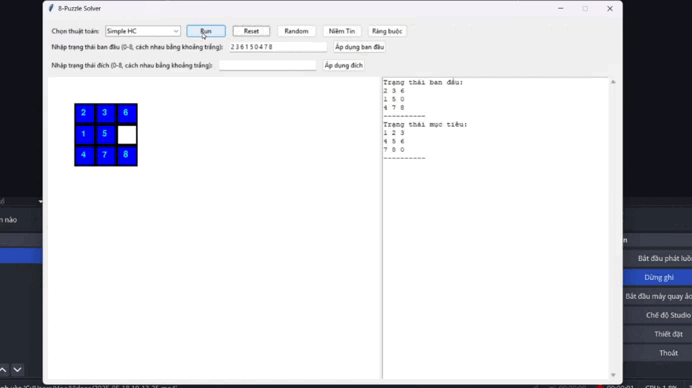 8-Puzzle Solver
Chọn thuật toán: Simple HC Run Reset Random Niềm Tin Ràng buộc
Nhập trạng thái ban đầu (0-8, cách nhau bằng khoảng trắng): 2 3 6 1 5 0 4 7 8 Áp dụng ban đầu
Nhập trạng thái đích (0-8, cách nhau bằng khoảng trắng): Áp dụng đích
2 3 6
1 5
4 7 8
Trạng thái ban đầu:
2 3 6
1 5 0
4 7 8
----------
Trạng thái mục tiêu:
1 2 3
4 5 6
7 8 0
----------
n nào
n
Bắt đầu phát luồn
Dừng ghi
Bắt đầu máy quay ảo
Chế độ Studio
Thiết đặt
Thoát